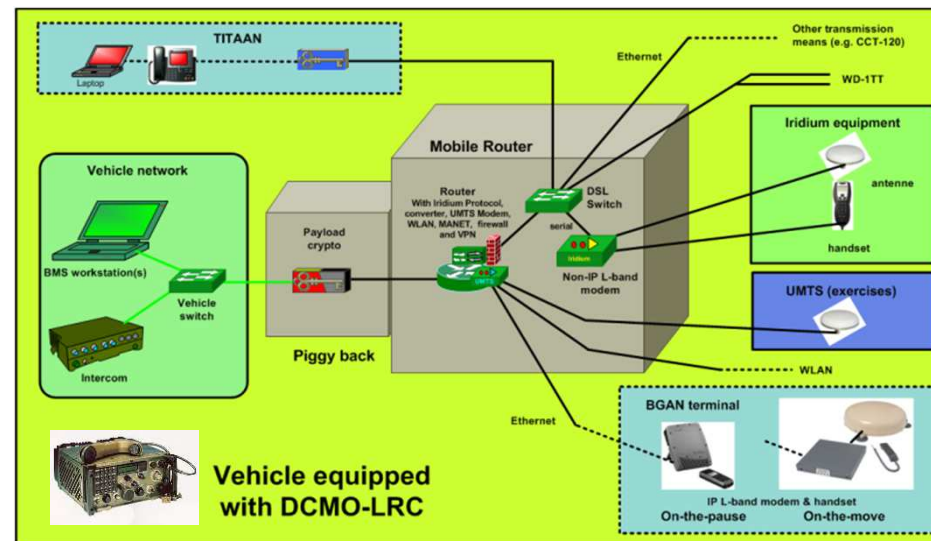 TITAAN
Laptop
Ethernet
Other transmission
means (e.g. CCT-120)
WD-1TT
Mobile Router
Router
With Iridium Protocol,
converter, UMTS Modem,
WLAN, MANET, firewall
and VPN
DSL
Switch
serial
Iridium
Non-IP L-band
modem
UMTS
Iridium equipment
antenne
handset
Vehicle network
BMS workstation(s)
Vehicle
switch
Intercom
Payload
crypto
Piggy back
UMTS (exercises)
WLAN
Ethernet
BGAN terminal
IP L-band modem & handset
On-the-pause
On-the-move
Vehicle equipped
with DCMO-LRC